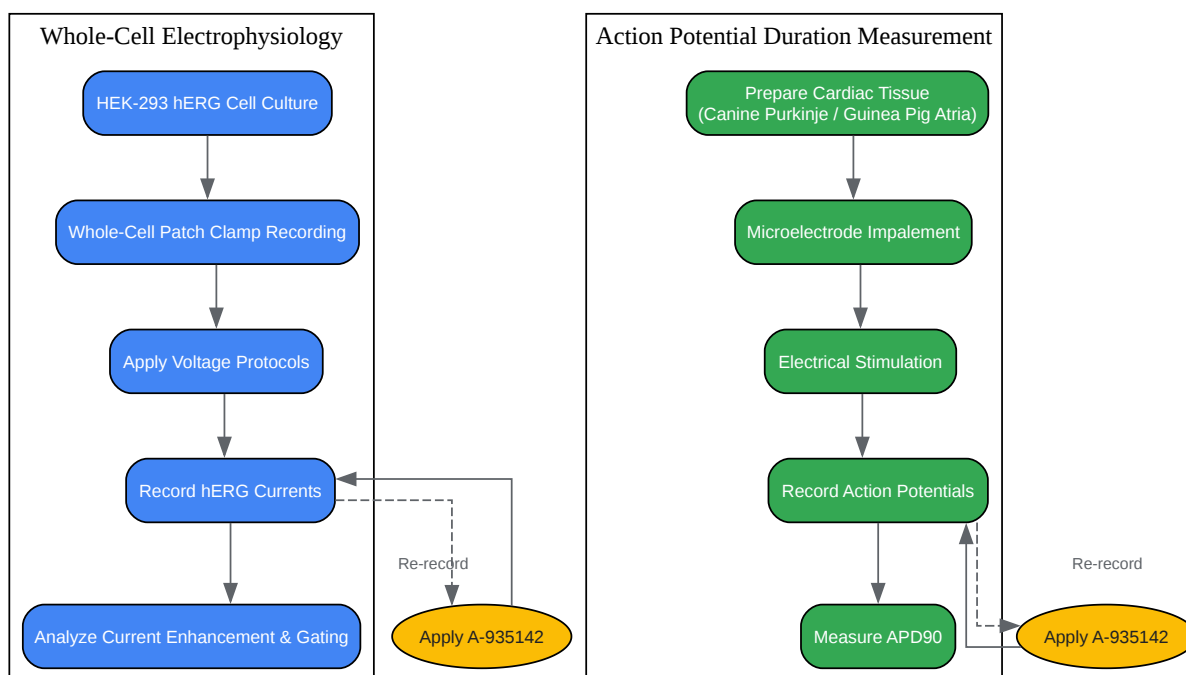 Whole-Cell Electrophysiology
HEK-293 hERG Cell Culture
Whole-Cell Patch Clamp Recording
Apply Voltage Protocols
Record hERG Currents
Re-record
Analyze Current Enhancement & Gating
Apply A-935142
Action Potential Duration Measurement
Prepare Cardiac Tissue
(Canine Purkinje / Guinea Pig Atria)
Microelectrode Impalement
Electrical Stimulation
Record Action Potentials
Re-record
Measure APD90
Apply A-935142